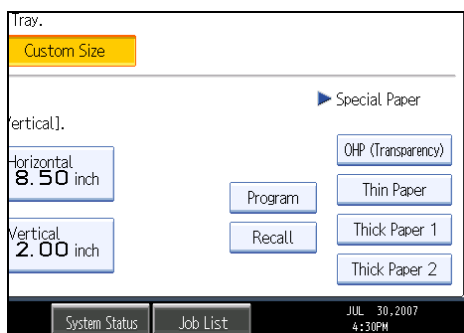 Tray.
Custom Size
Special Paper
Vertical].
OHP (Transparency)
Horizontal
8.50 inch
Thin Paper
Program
Thick Paper 1
Vertical
2.00 inch
Recall
Thick Paper 2
System Status
Job List
JUL 30,2007
4:30PM